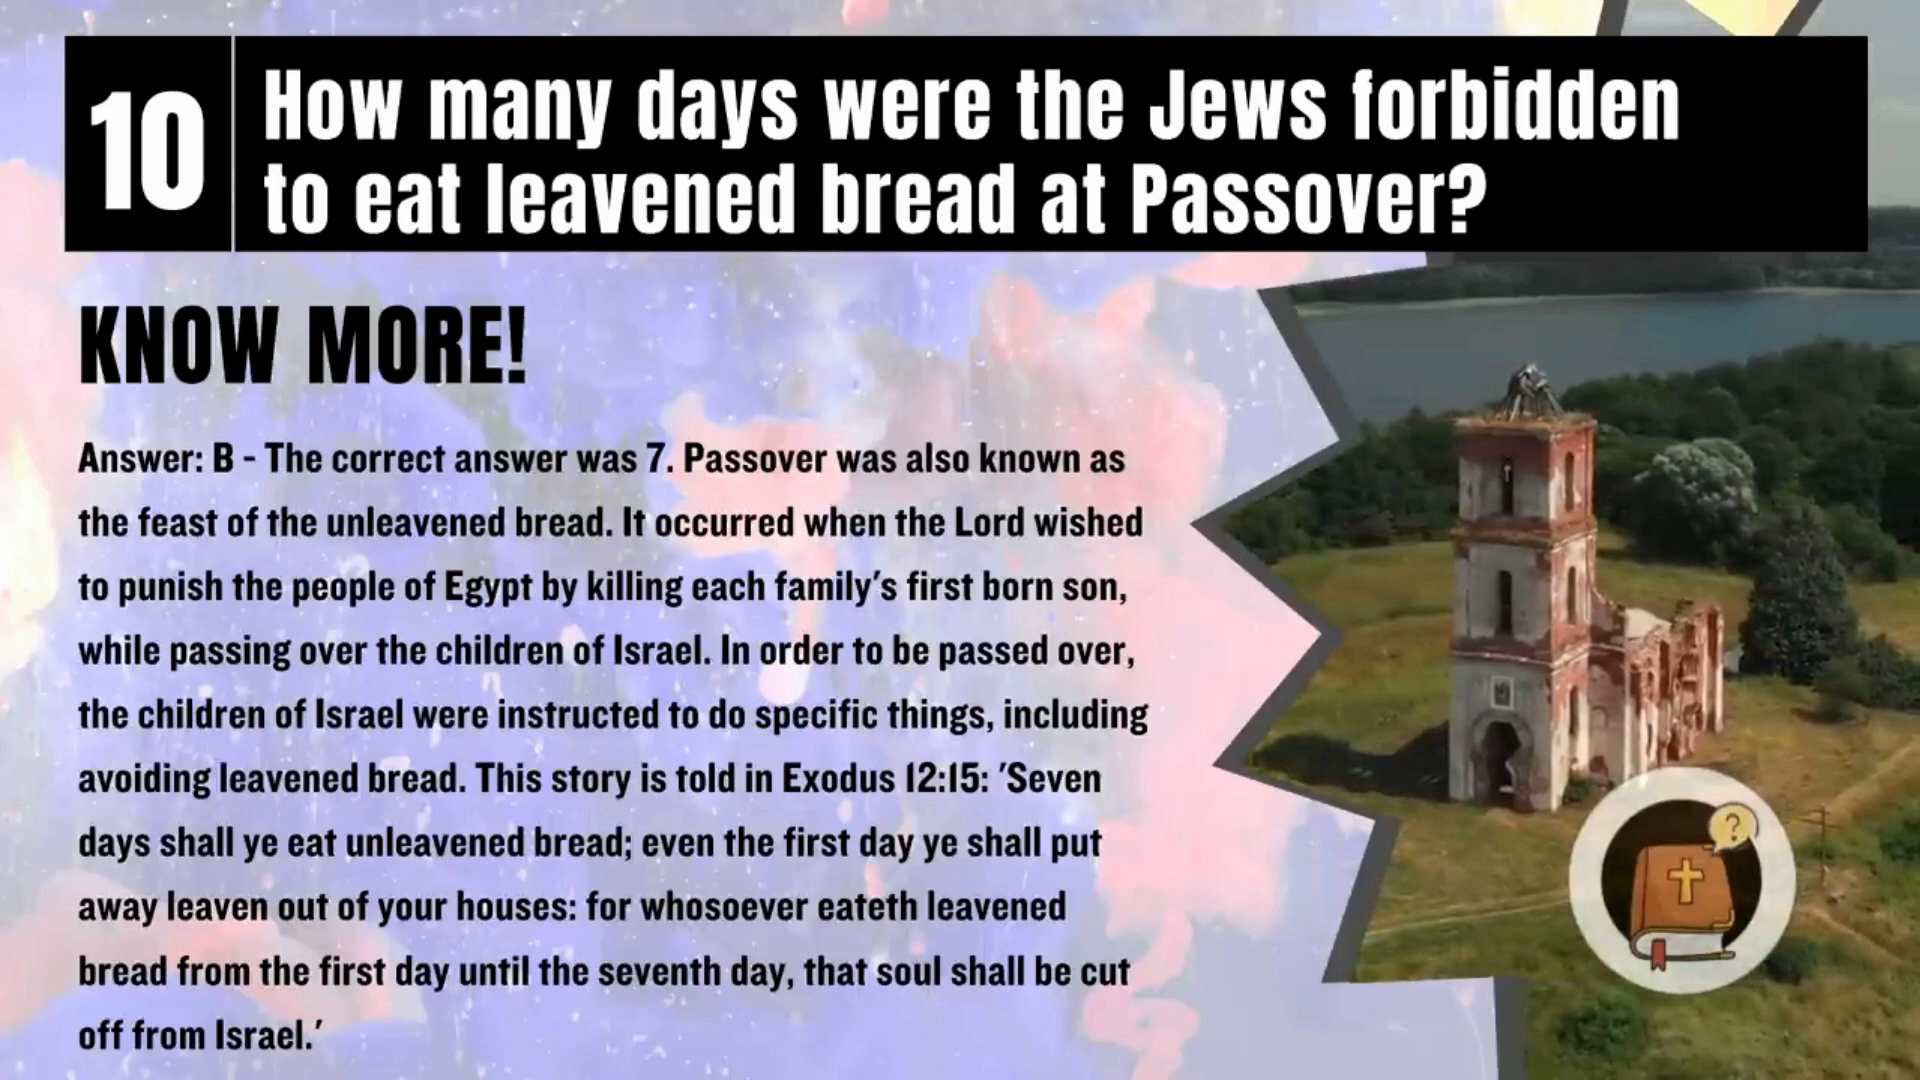 10
How many days were the Jews forbidden
to eat leavened bread at Passover?
KNOW MORE!
Answer: B - The correct answer was 7. Passover was also known as
the feast of the unleavened bread. It occurred when the Lord wished
to punish the people of Egypt by killing each family's first born son,
while passing over the children of Israel. In order to be passed over,
the children of Israel were instructed to do specific things, including
avoiding leavened bread. This story is told in Exodus 12:15: 'Seven
days shall ye eat unleavened bread; even the first day ye shall put
away leaven out of your houses: for whosoever eateth leavened
bread from the first day until the seventh day, that soul shall be cut
off from Israel.'
?